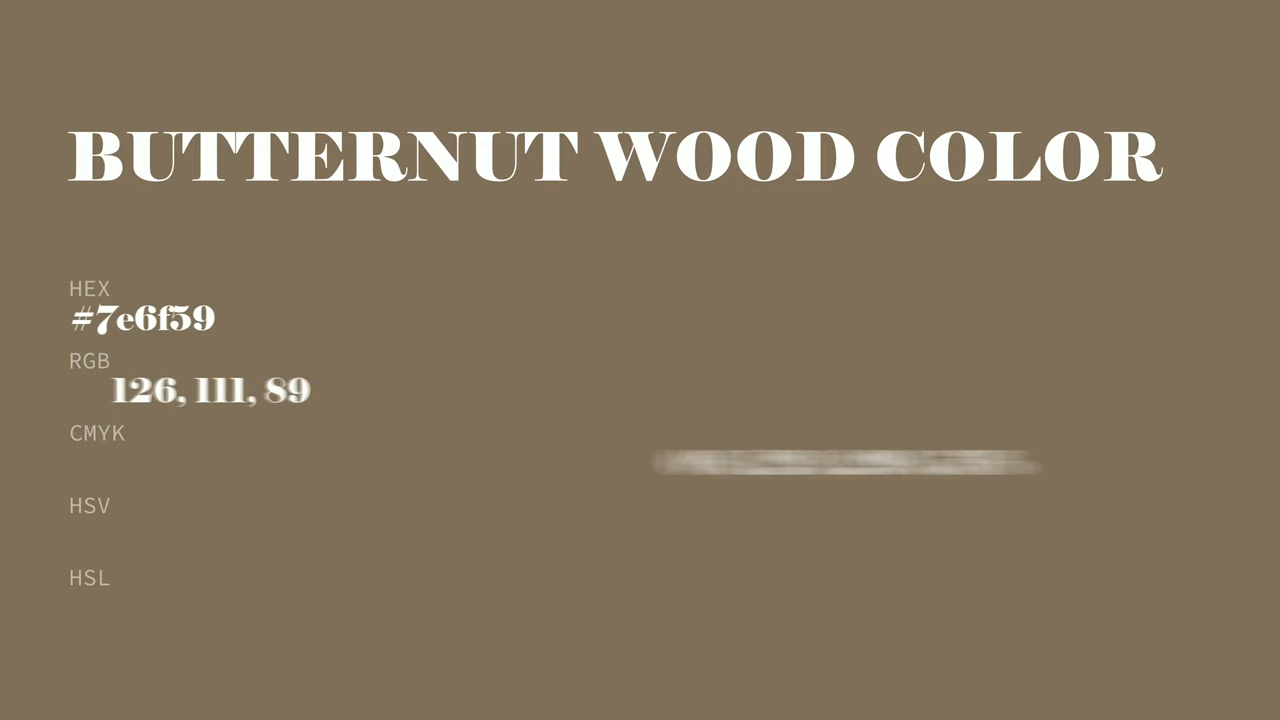 BUTTERNUT WOOD COLOR
HEX
#7e6f59
RGB
126, 111, 89
CMYK
HSV
HSL